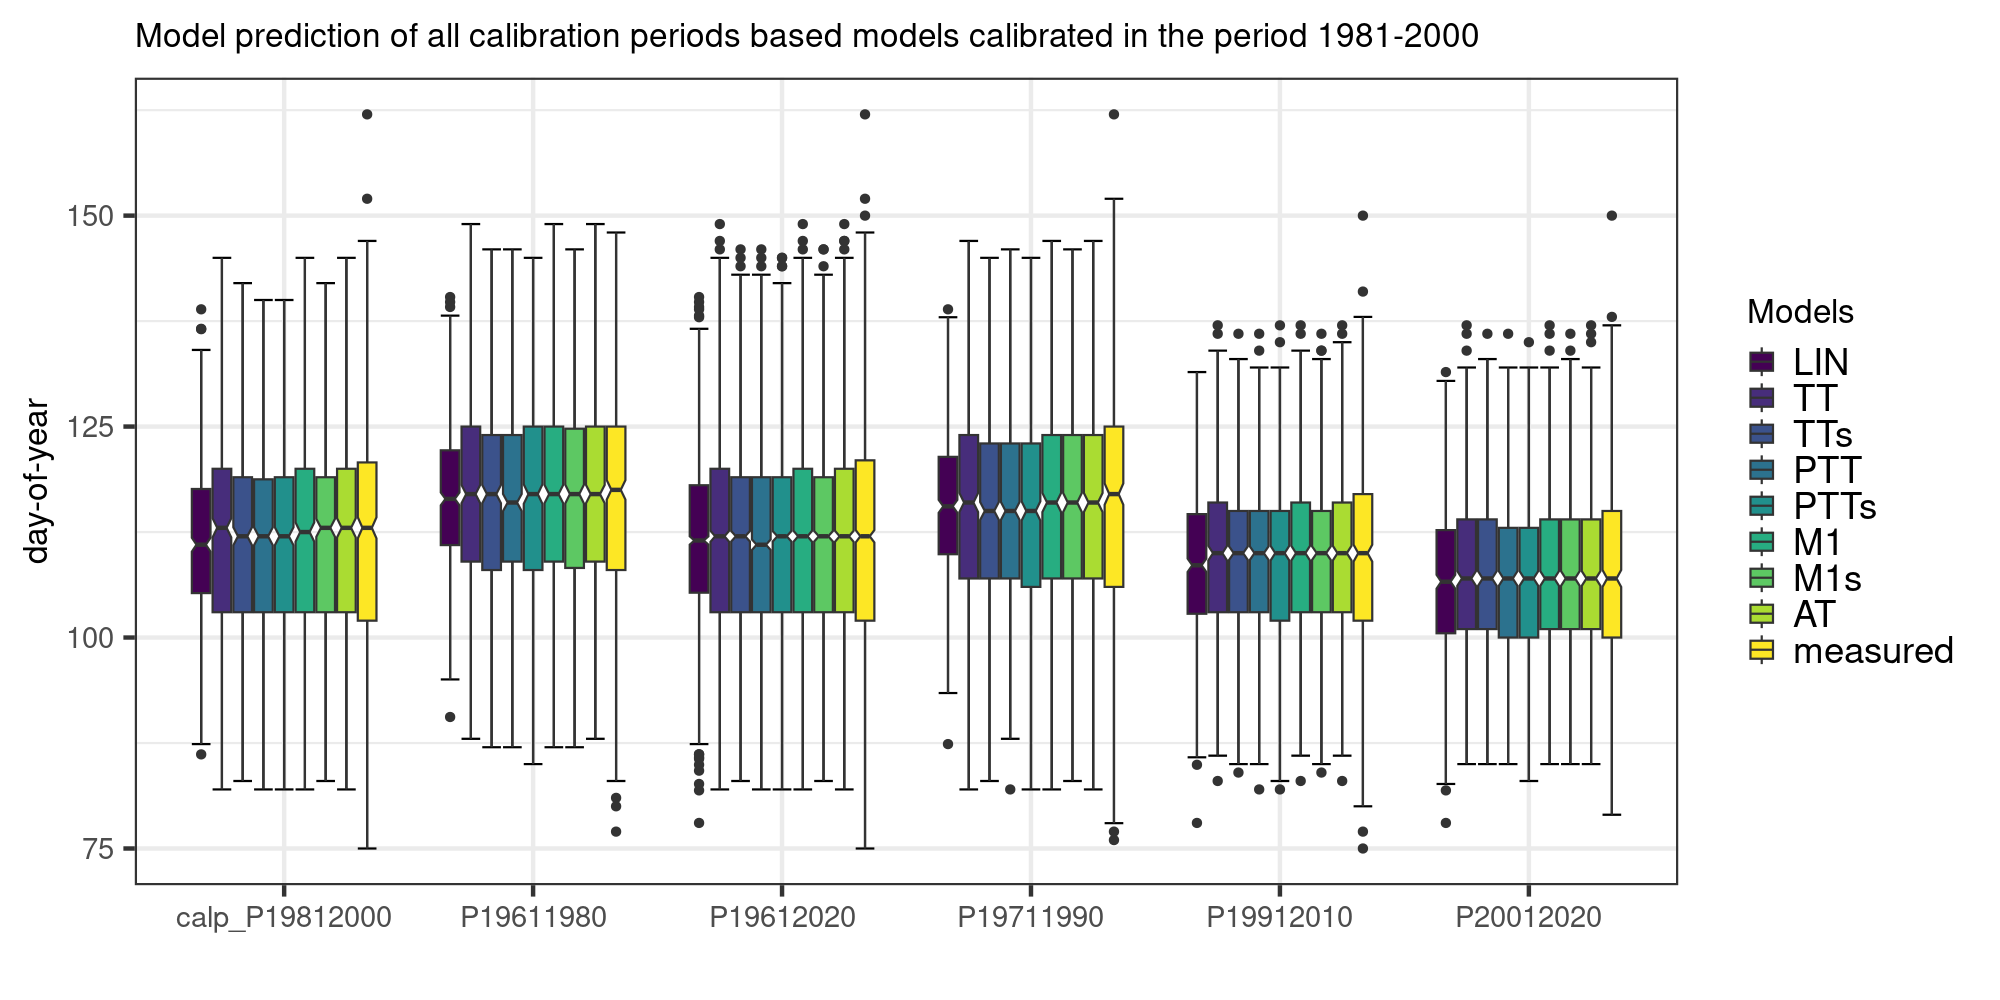 Model prediction of all calibration periods based models calibrated in the period 1981-2000
day-of-year
150
125
100
75
calp_P19812000 P19611980 P19612020 P19711990 P19912010 P20012020
Models
LIN
TT
TTs
PTT
PTTs
M1
M1s
AT
measured